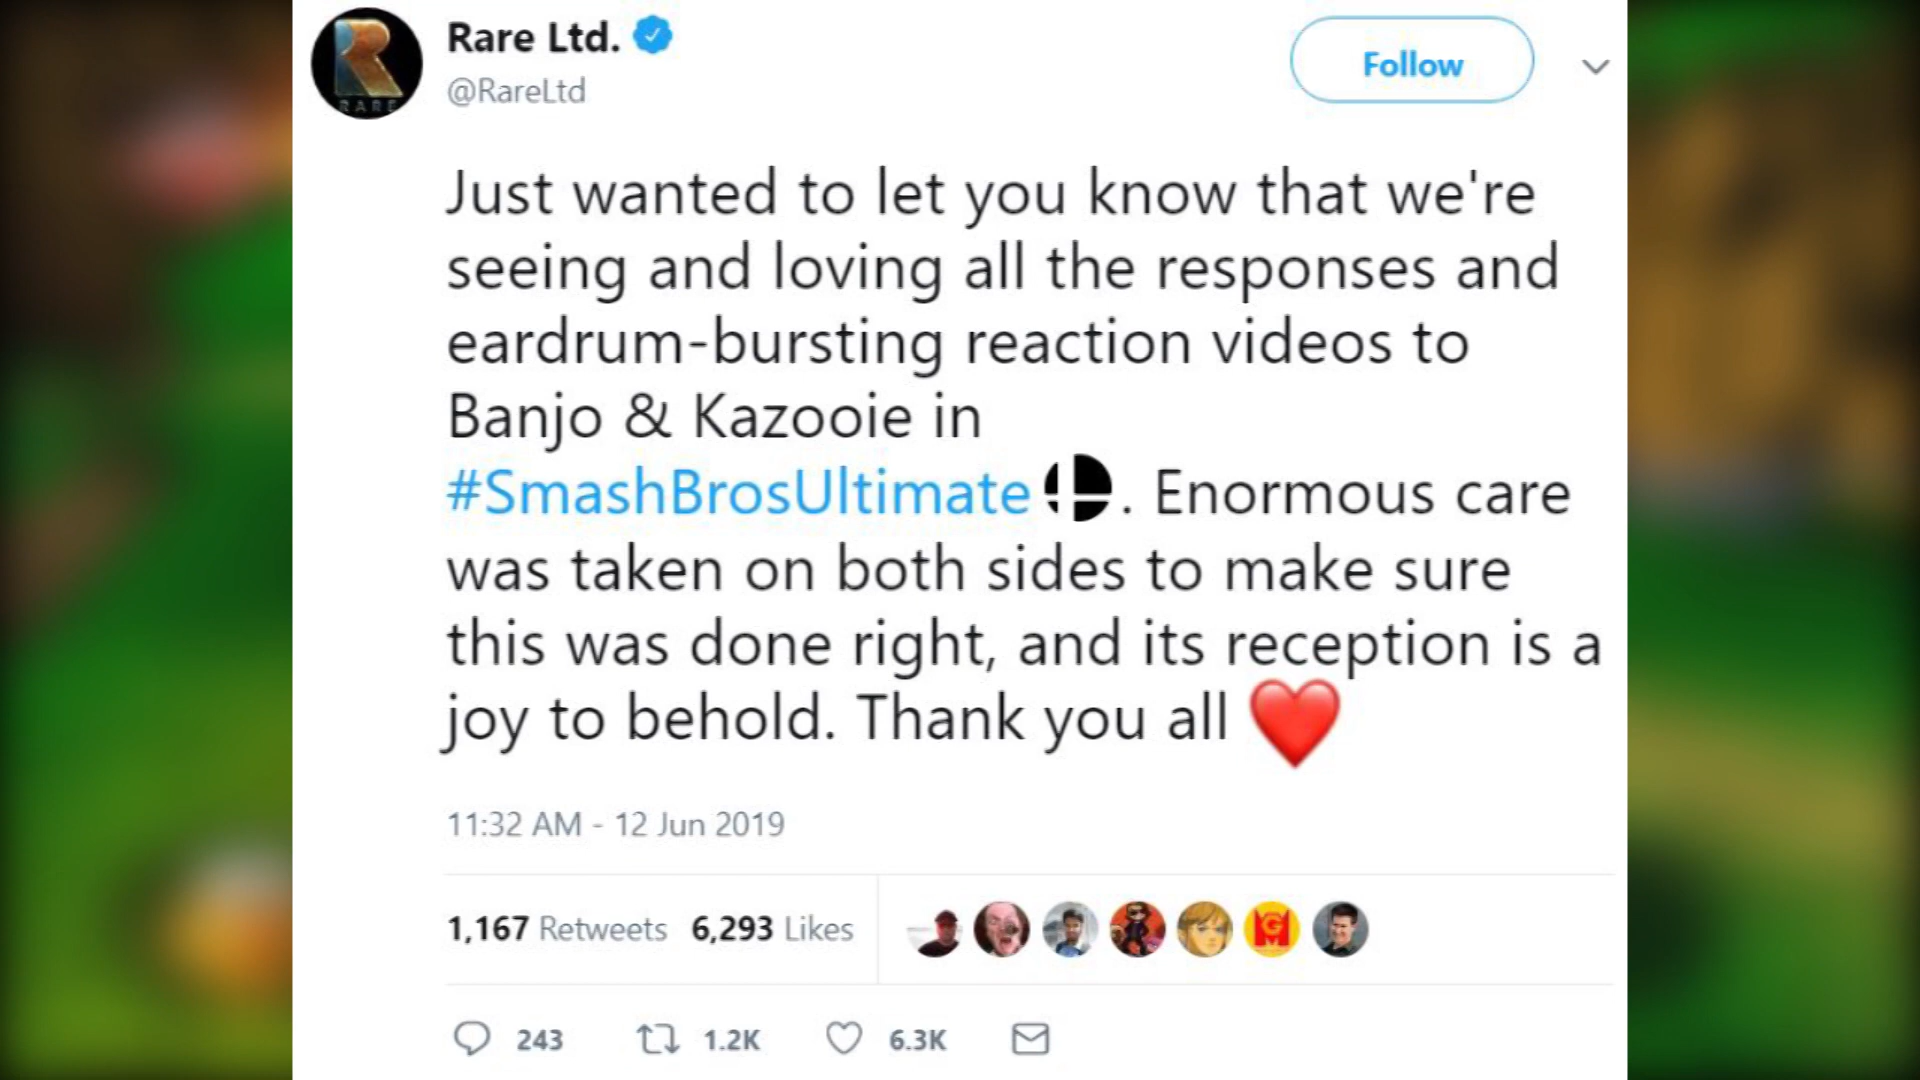 Rare Ltd.
@RareLtd
Follow
Just wanted to let you know that we're
seeing and loving all the responses and
eardrum-bursting reaction videos to
Banjo & Kazooie in
#SmashBrosUltimate . Enormous care
was taken on both sides to make sure
this was done right, and its reception is a
joy to behold. Thank you all
11:32 AM - 12 Jun 2019
1,167 Retweets 6,293 Likes
243 1.2K 6.3K